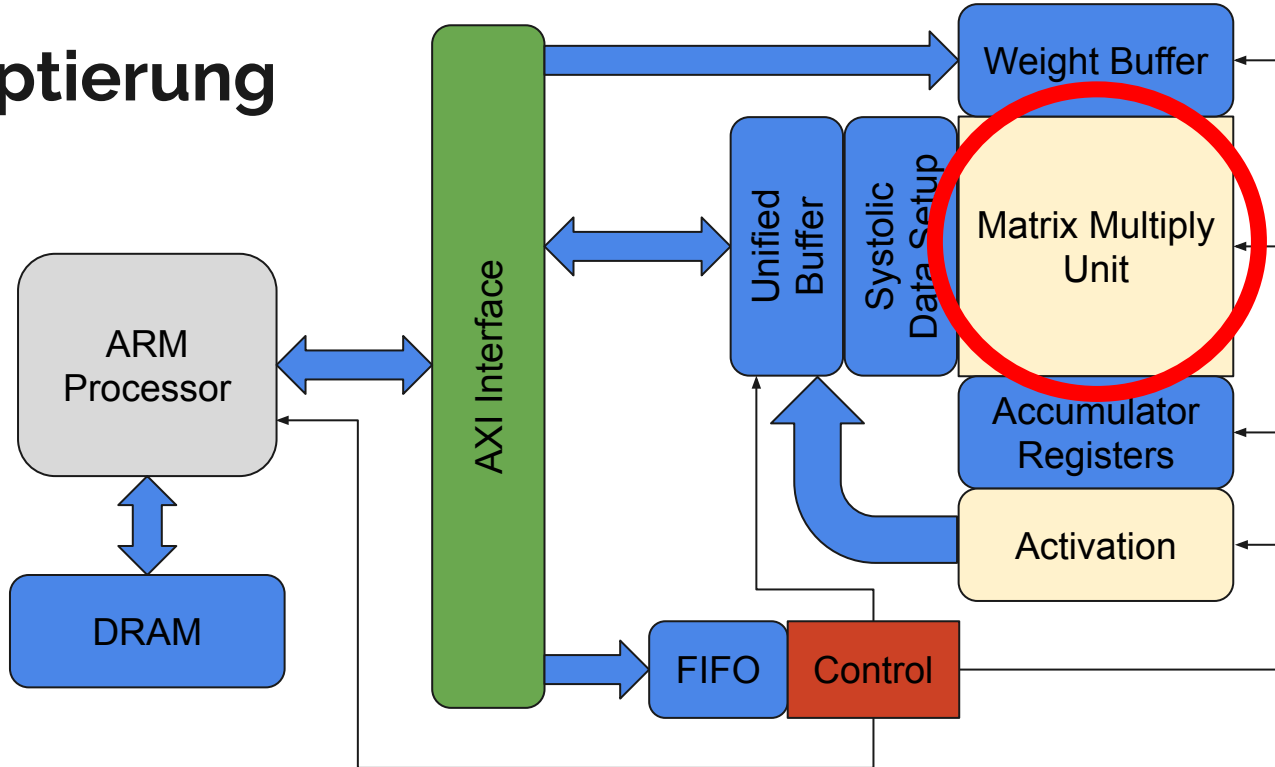 ptierung
Weight Buffer
Unified
Buffer
Systolic
Data Setup
Matrix Multiply
Unit
ARM
Processor
AXI Interface
Accumulator
Registers
Activation
DRAM
FIFO
Control